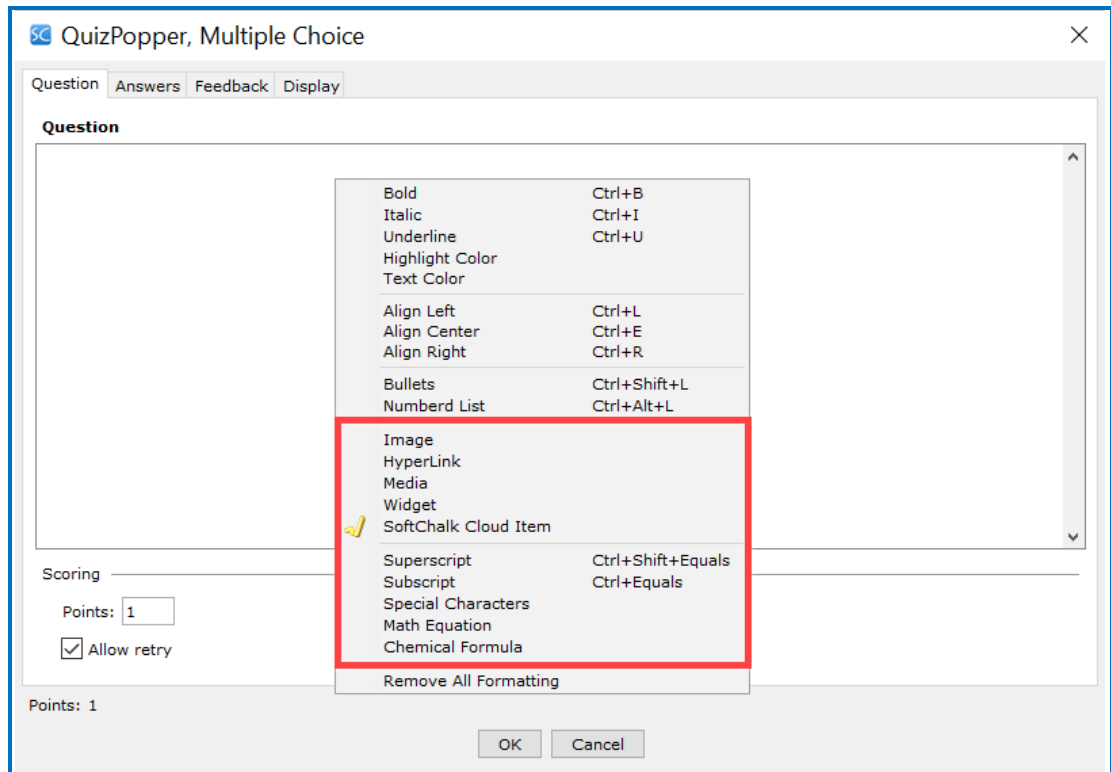 SC QuizPopper, Multiple Choice
Question Answers Feedback Display
Question
Bold Ctrl+B
Italic Ctrl+I
Underline Ctrl+U
Highlight Color
Text Color
Align Left Ctrl+L
Align Center Ctrl+E
Align Right Ctrl+R
Bullets Ctrl+Shift+L
Numberd List Ctrl+Alt+L
Image
HyperLink
Media
Widget
SoftChalk Cloud Item
Superscript Ctrl+Shift+Equals
Subscript Ctrl+Equals
Special Characters
Math Equation
Chemical Formula
Remove All Formatting
Scoring
Points: 1
Allow retry
Points: 1
OK Cancel